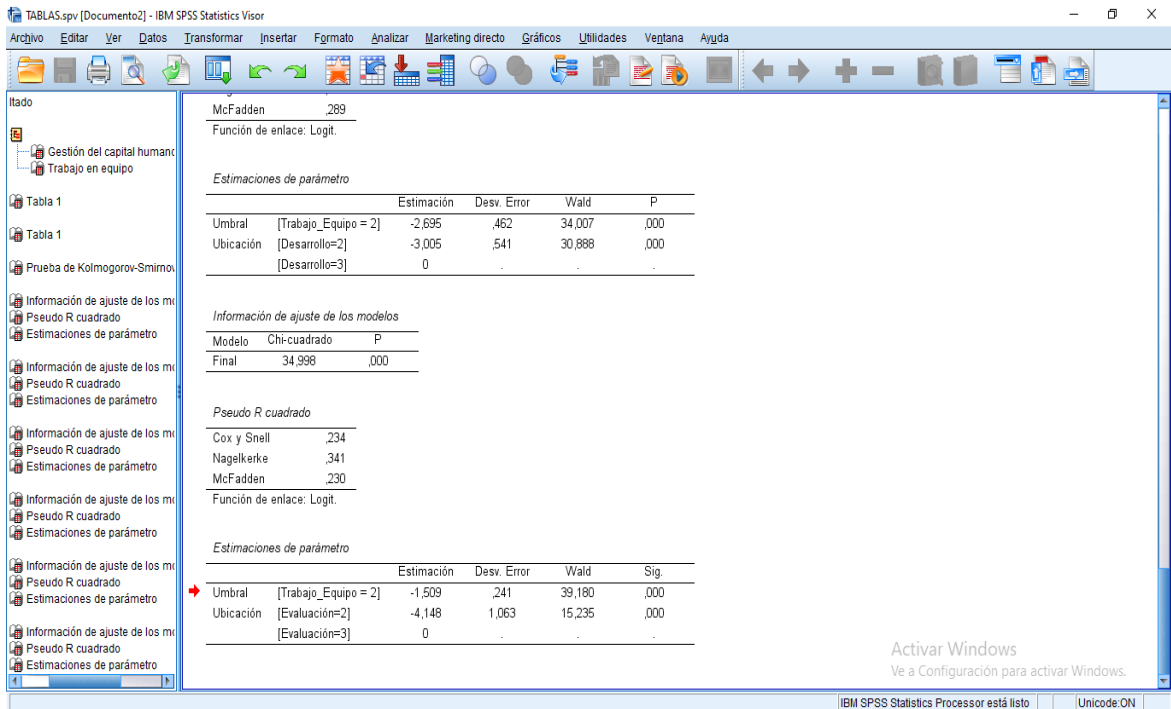 TABLAS.spv [Documento2] - IBM SPSS Statistics Visor
Archivo Editar Ver Datos Transformar Insertar Formato Analizar Marketing directo Gráficos Utilidades Ventana Ayuda
ltado
Gestión del capital humano
Trabajo en equipo
Tabla 1
Tabla 1
Prueba de Kolmogorov-Smirnov
Información de ajuste de los mo
Pseudo R cuadrado
Estimaciones de parámetro
Información de ajuste de los mo
Pseudo R cuadrado
Estimaciones de parámetro
Información de ajuste de los mo
Pseudo R cuadrado
Estimaciones de parámetro
Información de ajuste de los mo
Pseudo R cuadrado
Estimaciones de parámetro
Información de ajuste de los mo
Pseudo R cuadrado
Estimaciones de parámetro
Información de ajuste de los mo
Pseudo R cuadrado
Estimaciones de parámetro
McFadden ,289
Función de enlace: Logit.
Estimaciones de parámetro
Estimación Desv. Error Wald P
Umbral [Trabajo_Equipo = 2] -2,695 ,462 34,007 ,000
Ubicación [Desarrollo=2] -3,005 ,541 30,888 ,000
[Desarrollo=3] 0 . . .
Información de ajuste de los modelos
Modelo Chi-cuadrado P
Final 34,998 ,000
Pseudo R cuadrado
Cox y Snell ,234
Nagelkerke ,341
McFadden ,230
Función de enlace: Logit.
Estimaciones de parámetro
Estimación Desv. Error Wald Sig.
Umbral [Trabajo_Equipo = 2] -1,509 ,241 39,180 ,000
Ubicación [Evaluación=2] -4,148 1,063 15,235 ,000
[Evaluación=3] 0 . . .
Activar Windows
Ve a Configuración para activar Windows.
IBM SPSS Statistics Processor está listo Unicode:ON